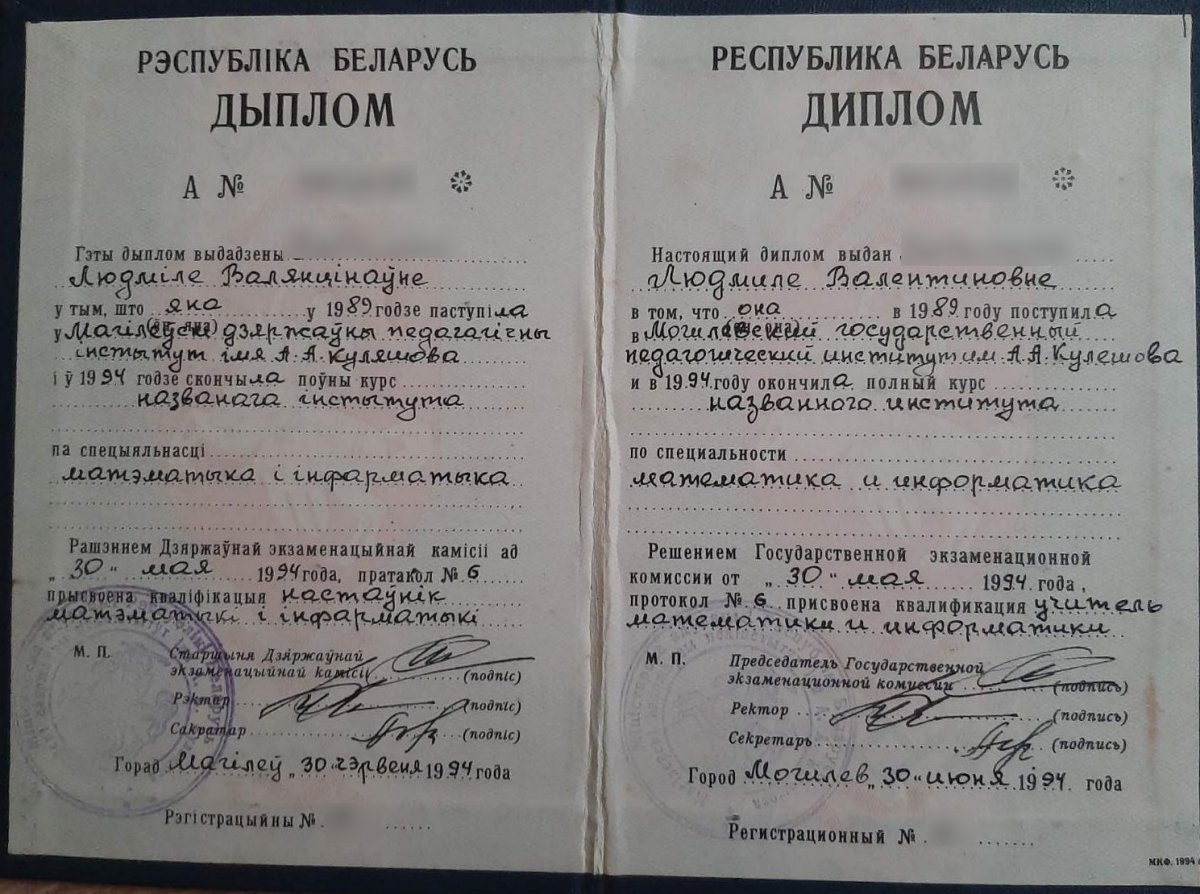 РЭСПУБЛІКА БЕЛАРУСЬ
ДЫПЛОМ
А №
Гэты дыплом выдадзены
Людміле Валянцінаўне
у тым, што яна у 1989 годзе паступіла
у Магілеўскі дзяржаўны педагагічны
інстытут імя А.А. Куляшова
і ў 1994 годзе скончыла поўны курс
названага інстытута
па спецыяльнасці
матэматыка і інфарматыка
Рашэннем Дзяржаўнай экзаменацыйнай камісіі ад
„30“ мая 1994 года, пратакол № 6
прысвоена кваліфікацыя настаўнік
матэматыкі і інфарматыкі
М. П. Старшыня Дзяржаўнай
экзаменацыйнай камісіі (подпіс)
Рэктар (подпіс)
Сакратар (подпіс)
Горад Магілеў „30“ чэрвеня 1994 года
Рэгістрацыйны №
РЕСПУБЛИКА БЕЛАРУСЬ
ДИПЛОМ
А №
Настоящий диплом выдан
Людмиле Валентиновне
в том, что она в 1989 году поступила
в Могилевский государственный
педагогический институт им. А.А. Кулешова
и в 1994 году окончила полный курс
названного института
по специальности
математика и информатика
Решением Государственной экзаменационной
комиссии от „30“ мая 1994 года,
протокол № 6 присвоена квалификация учитель
математики и информатики
М. П. Председатель Государственной
экзаменационной комиссии (подпись)
Ректор (подпись)
Секретарь (подпись)
Город Могилев „30“ июня 1994 года
Регистрационный №
МКФ. 1994